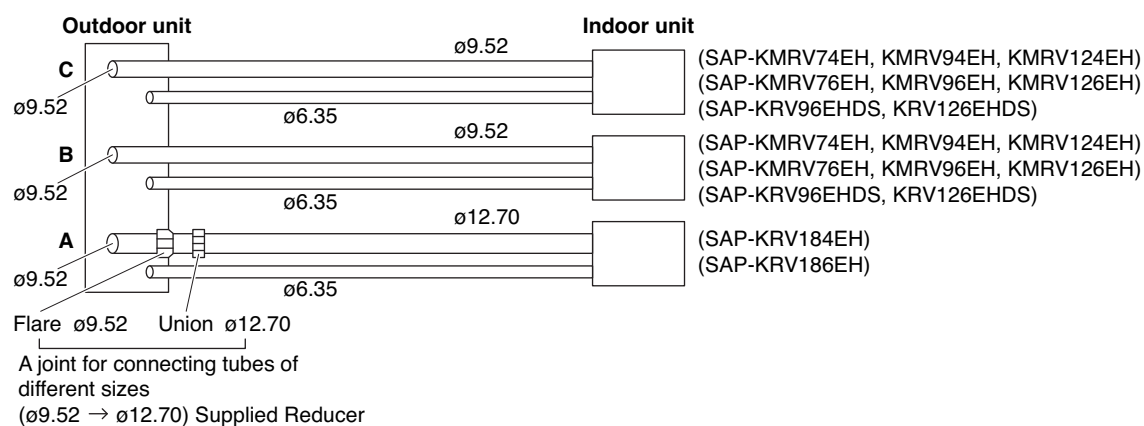 Outdoor unit
Indoor unit
C
ø9.52
ø9.52
ø6.35
(SAP-KMRV74EH, KMRV94EH, KMRV124EH)
(SAP-KMRV76EH, KMRV96EH, KMRV126EH)
(SAP-KRV96EHDS, KRV126EHDS)
B
ø9.52
ø9.52
ø6.35
(SAP-KMRV74EH, KMRV94EH, KMRV124EH)
(SAP-KMRV76EH, KMRV96EH, KMRV126EH)
(SAP-KRV96EHDS, KRV126EHDS)
A
ø9.52
ø12.70
ø6.35
(SAP-KRV184EH)
(SAP-KRV186EH)
Flare ø9.52 Union ø12.70
A joint for connecting tubes of
different sizes
(ø9.52 → ø12.70) Supplied Reducer